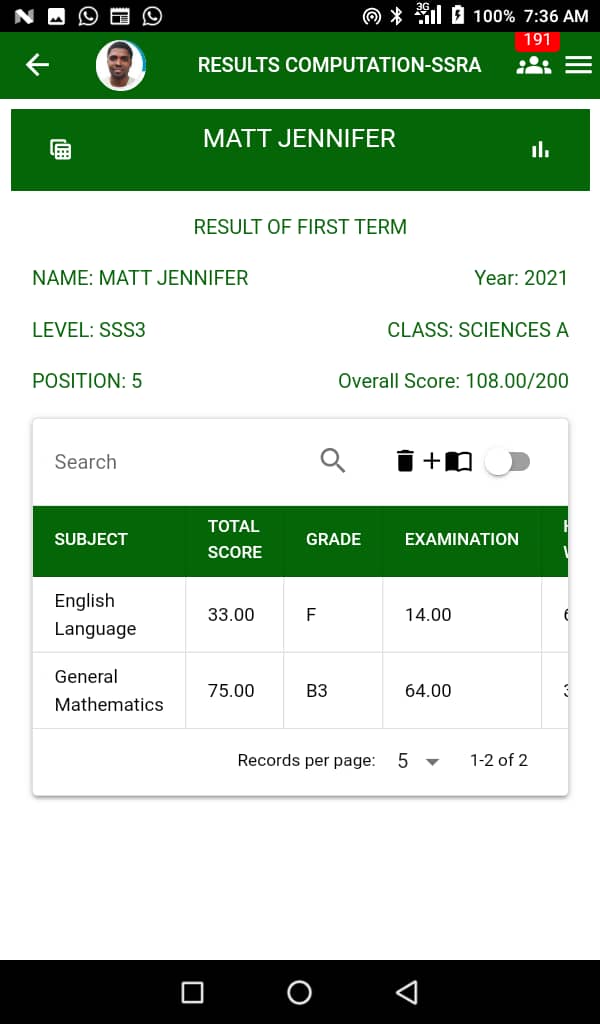 3G 100% 7:36 AM
191
RESULTS COMPUTATION-SSRA
MATT JENNIFER
RESULT OF FIRST TERM
NAME: MATT JENNIFER Year: 2021
LEVEL: SSS3 CLASS: SCIENCES A
POSITION: 5 Overall Score: 108.00/200
Search
SUBJECT TOTAL SCORE GRADE EXAMINATION
English Language 33.00 F 14.00
General Mathematics 75.00 B3 64.00
Records per page: 5 1-2 of 2